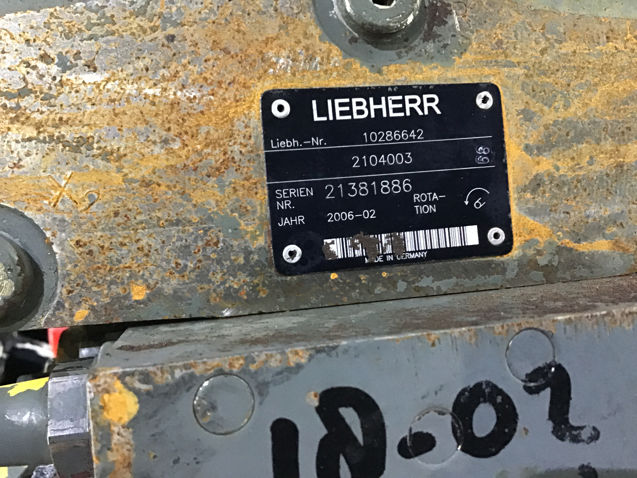 LIEBHERR
Liebh.-Nr. 10286642
2104003
SERIEN NR. 21381886
JAHR 2006-02 ROTA-TION
MADE IN GERMANY